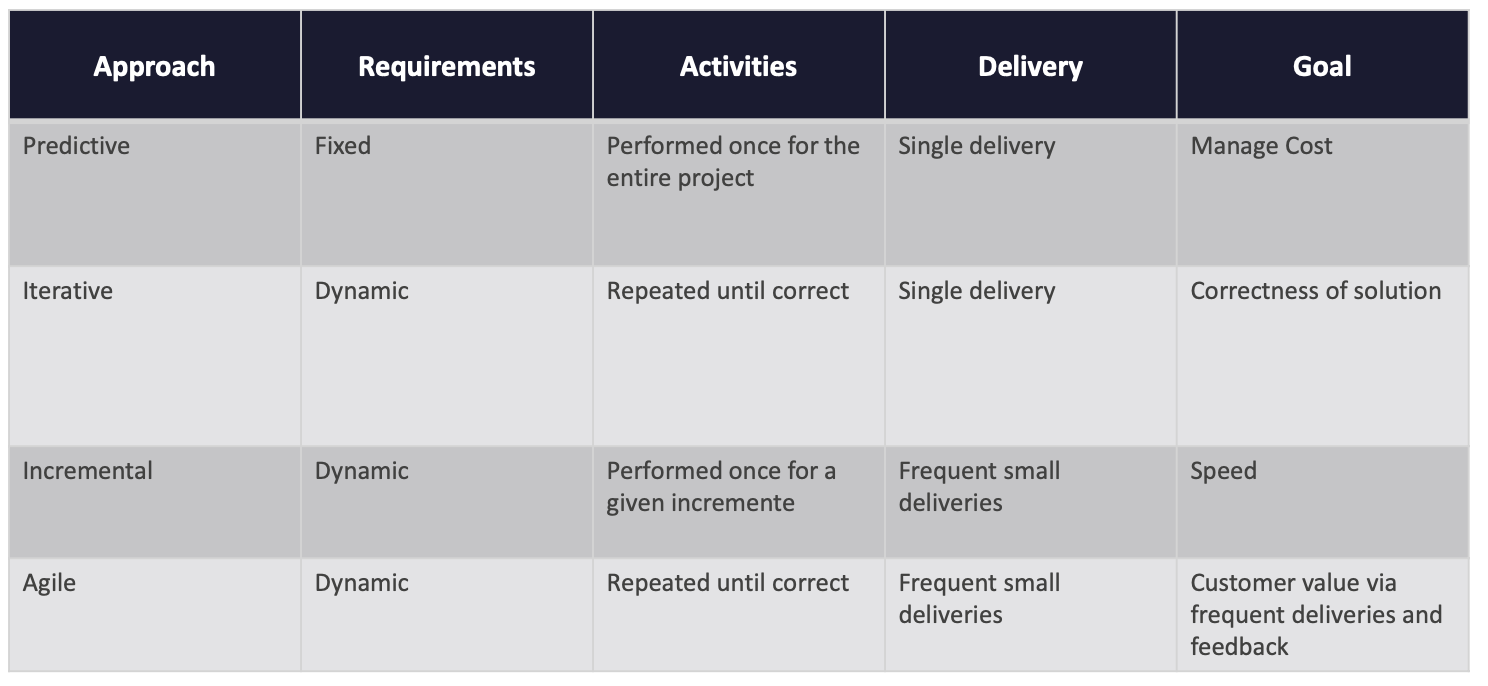 Approach Requirements Activities Delivery Goal
Predictive Fixed Performed once for the Single delivery Manage Cost
entire project
Iterative Dynamic Repeated until correct Single delivery Correctness of solution
Incremental Dynamic Performed once for a Frequent small Speed
given incremente deliveries
Agile Dynamic Repeated until correct Frequent small Customer value via
deliveries frequent deliveries and
feedback